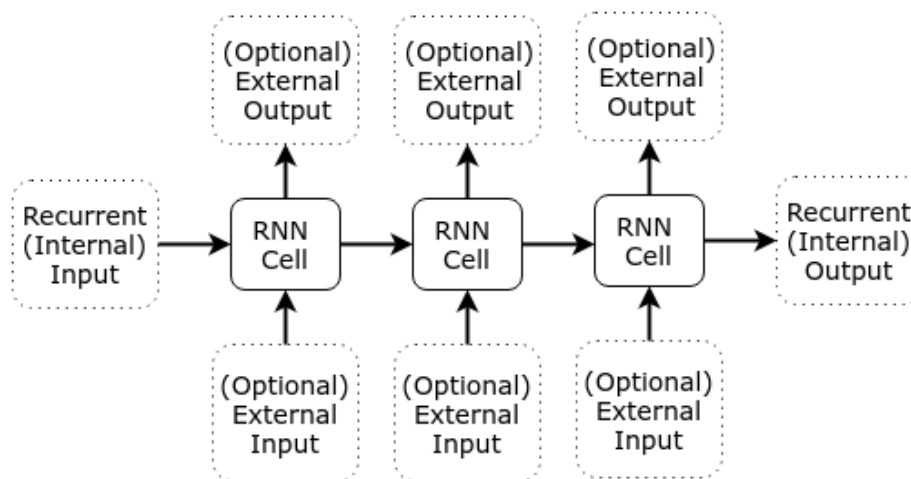 (Optional)
External
Output
(Optional)
External
Output
(Optional)
External
Output
Recurrent
(Internal)
Input
RNN
Cell
RNN
Cell
RNN
Cell
Recurrent
(Internal)
Output
(Optional)
External
Input
(Optional)
External
Input
(Optional)
External
Input